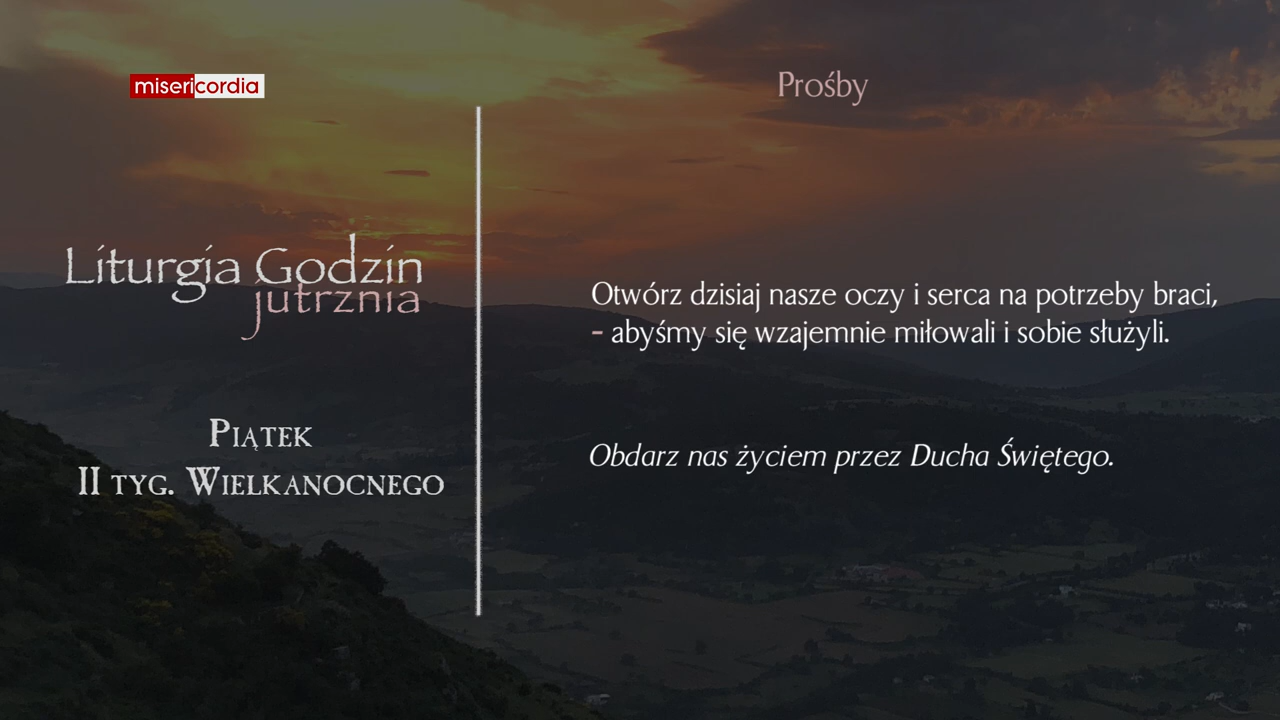 misericordia
Liturgia Godzin
jutrznia
Piątek
II tyg. Wielkanocnego
Prośby
Otwórz dzisiaj nasze oczy i serca na potrzeby braci,
- abyśmy się wzajemnie miłowali i sobie służyli.
Obdarz nas życiem przez Ducha Świętego.